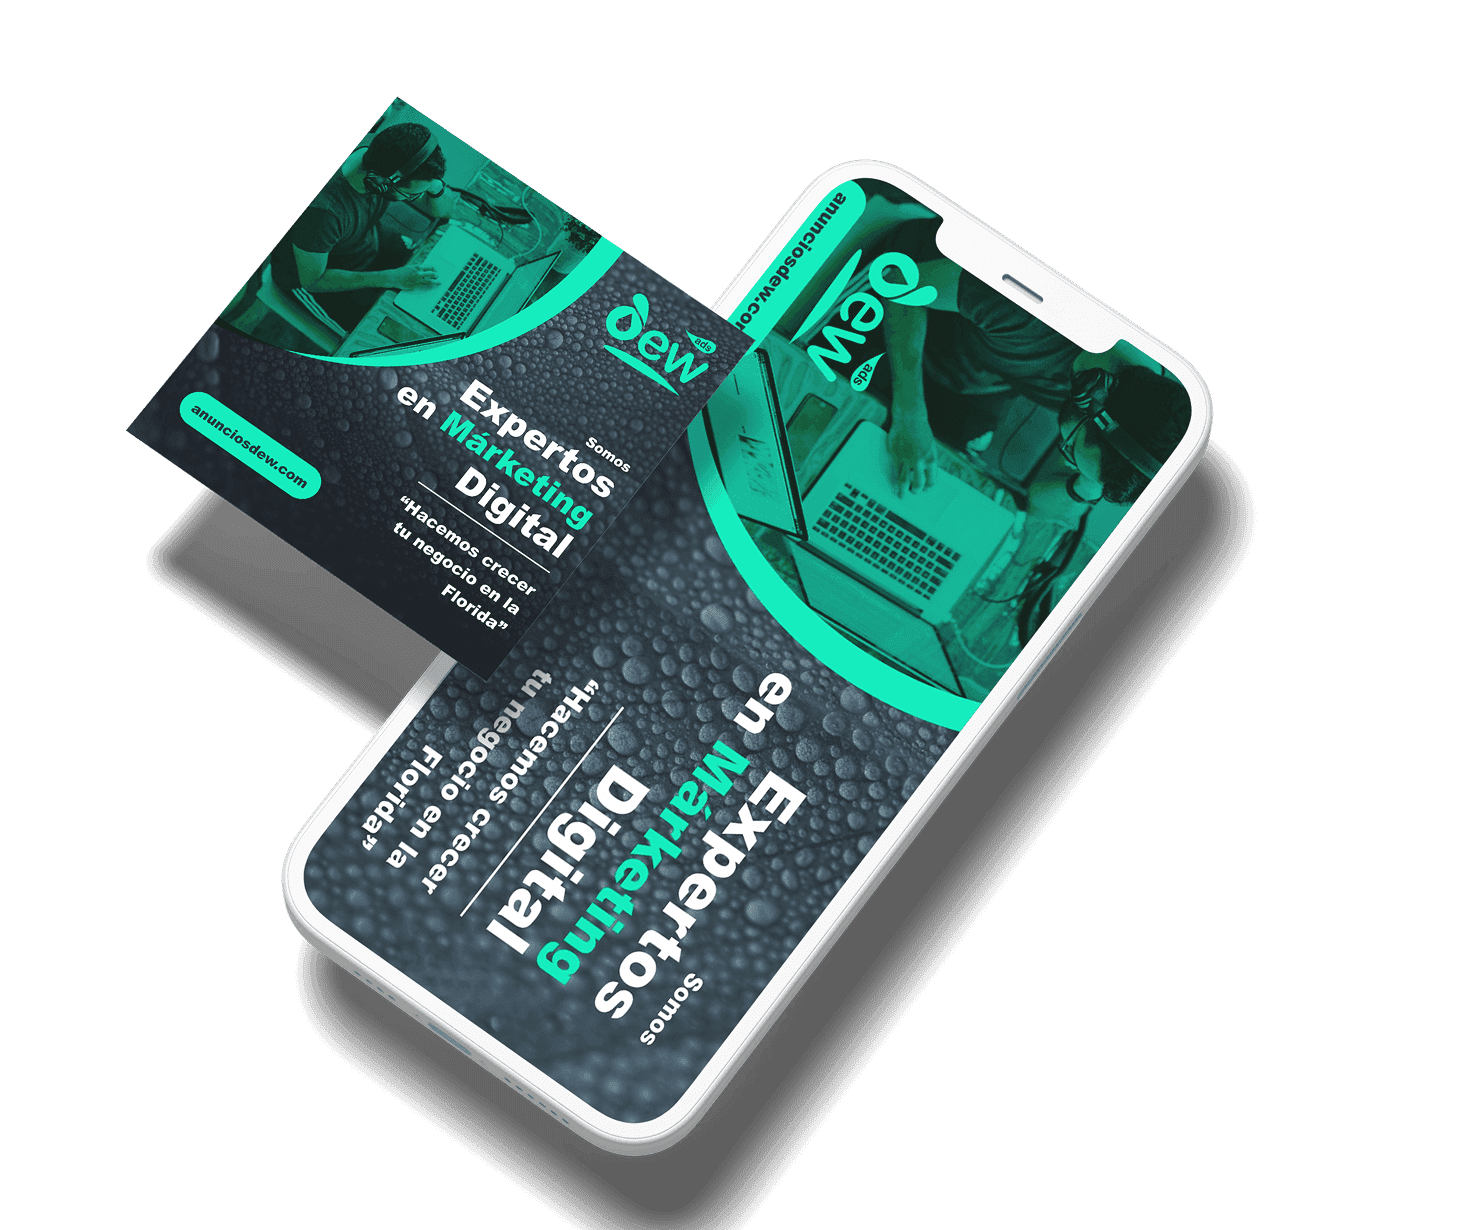 Dew
ads
Somos
Expertos
en Márketing
Digital
“Hacemos crecer
tu negocio en la
Florida”
anunciosdew.com
anunciosdew.com
Dew
ads
Somos
Expertos
en Márketing
Digital
“Hacemos crecer
tu negocio en la
Florida”